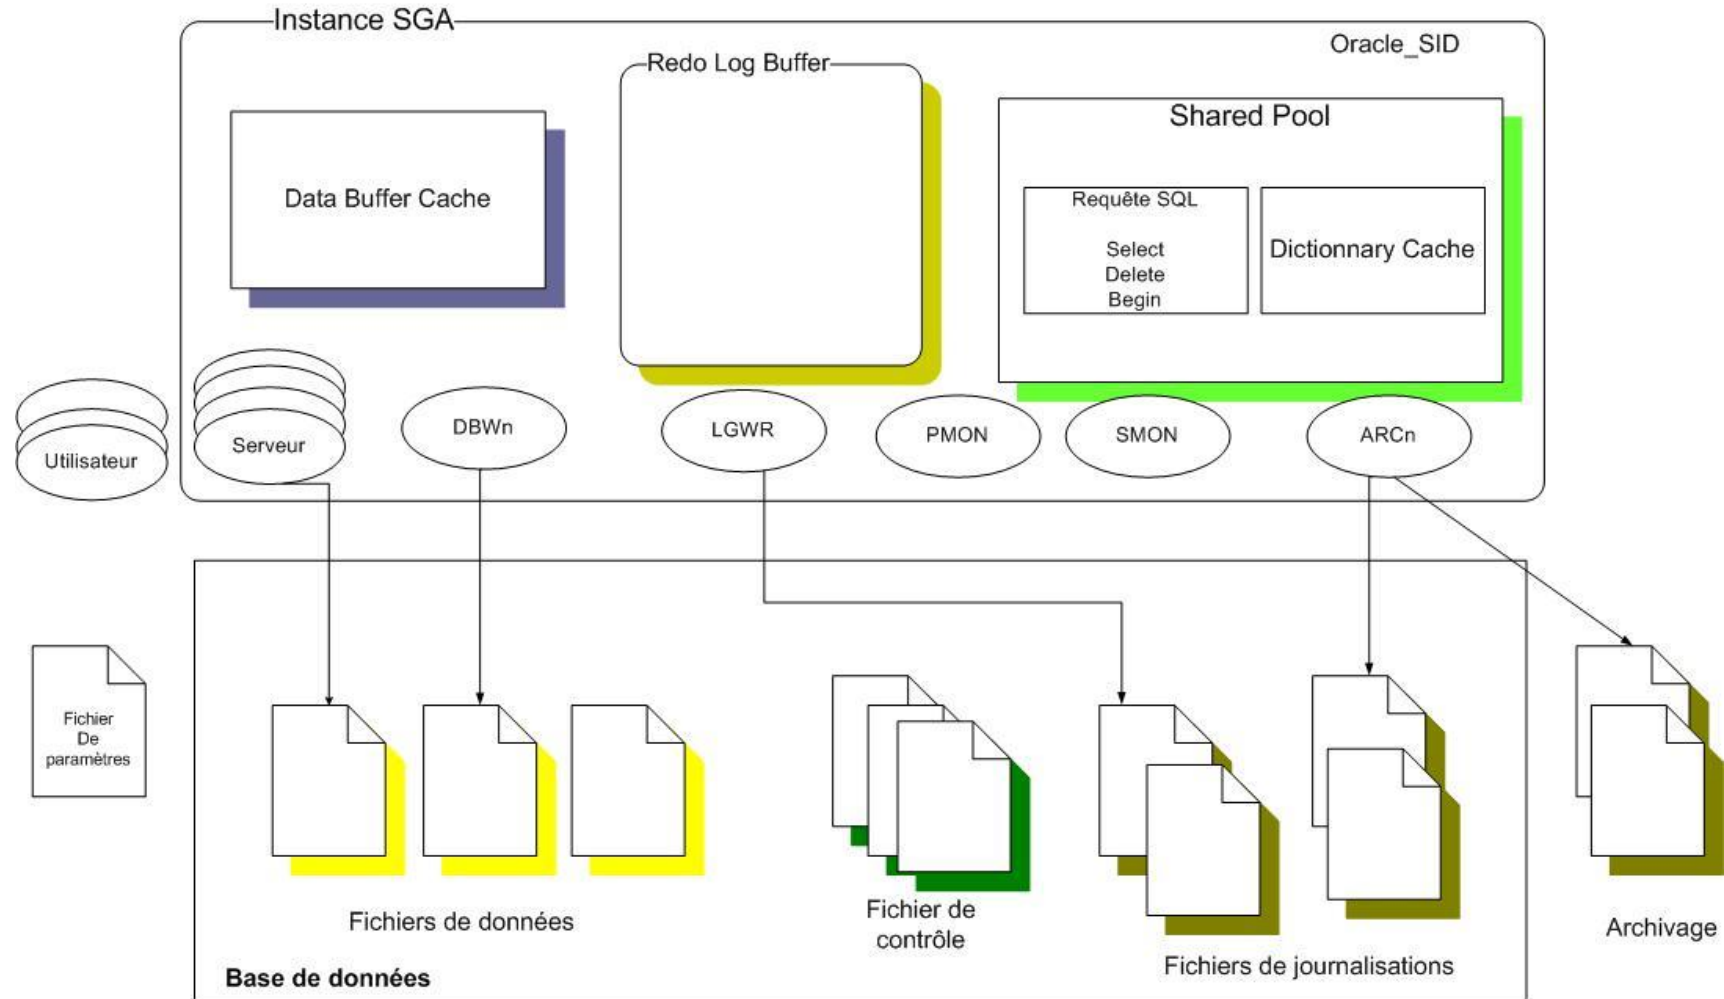 Instance SGA
Oracle_SID
Redo Log Buffer
Shared Pool
Data Buffer Cache
Requête SQL
Select
Delete
Begin
Dictionnary Cache
Utilisateur
Serveur
DBWn
LGWR
PMON
SMON
ARCn
Fichier
De
paramètres
Fichiers de données
Fichier de
contrôle
Fichiers de journalisations
Archivage
Base de données